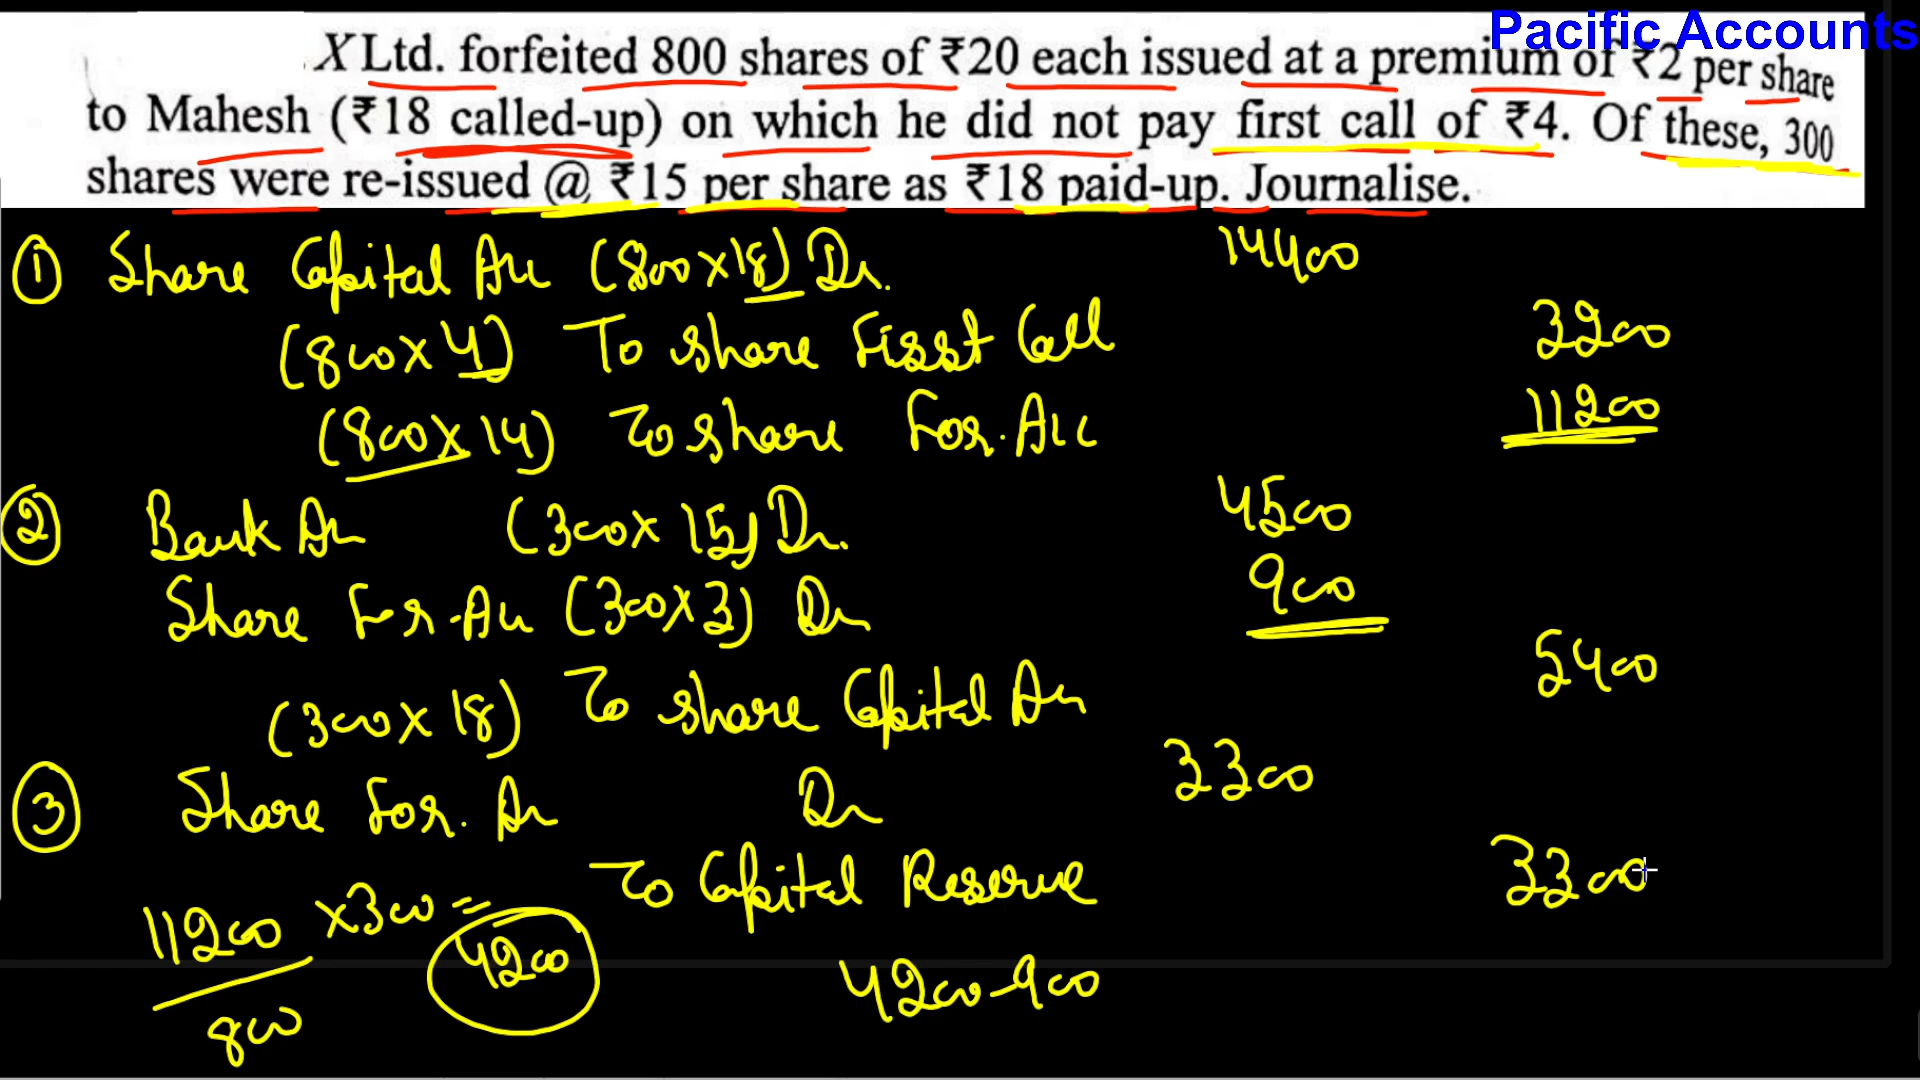 Pacific Accounts
X Ltd. forfeited 800 shares of ₹20 each issued at a premium of ₹2 per share
to Mahesh (₹18 called-up) on which he did not pay first call of ₹4. Of these, 300
shares were re-issued @ ₹15 per share as ₹18 paid-up. Journalise.
① Share Capital A/c (800×18) Dr. 14400
(800×4) To Share First Call 3200
(800×14) To Share For. A/c 11200
② Bank A/c (300×15) Dr. 4500
Share For. A/c (300×3) Dr 900
(300×18) To Share Capital A/c 5400
③ Share For. A/c Dr 3300
To Capital Reserve 3300
11200 ×300 = 4200
800
4200-900